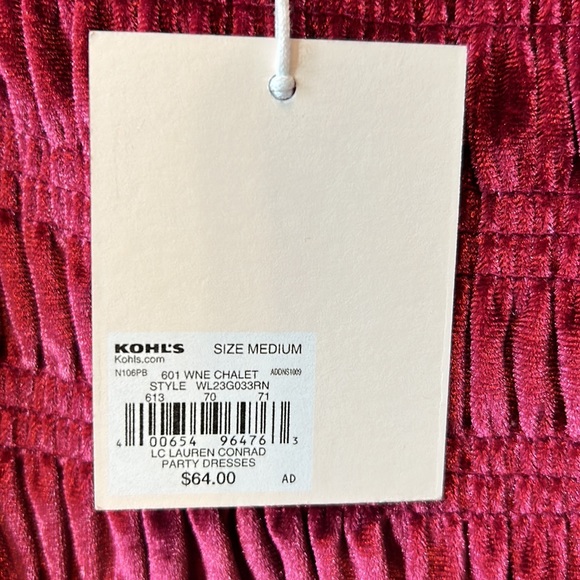 KOHL'S SIZE MEDIUM
Kohls.com
N106PB 601 WNE CHALET ADDNS1009
STYLE WL23G033RN
613 70 71
4 00654 96476 3
LC LAUREN CONRAD
PARTY DRESSES
$64.00 AD